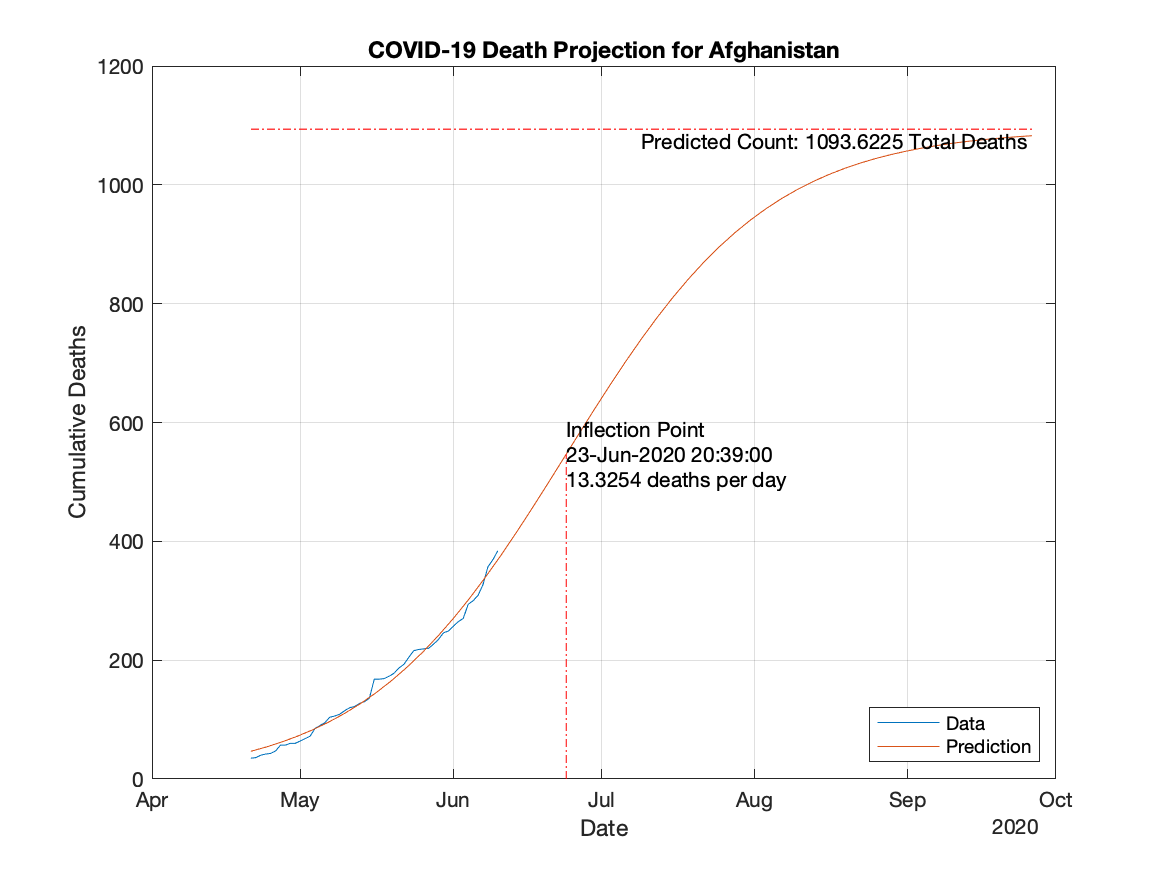 COVID-19 Death Projection for Afghanistan
1200
1000
800
600
400
200
0
Cumulative Deaths
Predicted Count: 1093.6225 Total Deaths
Inflection Point
23-Jun-2020 20:39:00
13.3254 deaths per day
Data
Prediction
Apr May Jun Jul Aug Sep Oct
Date
2020